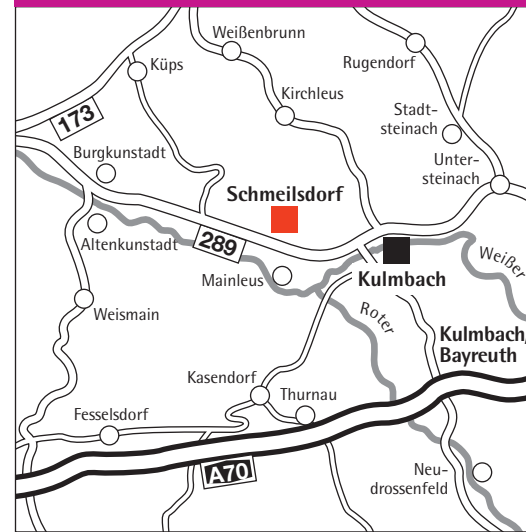 Weißenbrunn
Rugendorf
Küps
Kirchleus
Stadt-
steinach
173
Burgkunstadt
Unter-
steinach
Schmeilsdorf
Altenkunstadt
289
Mainleus
Kulmbach
Weißer
Weismain
Roter
Kulmbach,
Bayreuth
Kasendorf
Thurnau
Fesselsdorf
A70
Neu-
drossenfeld